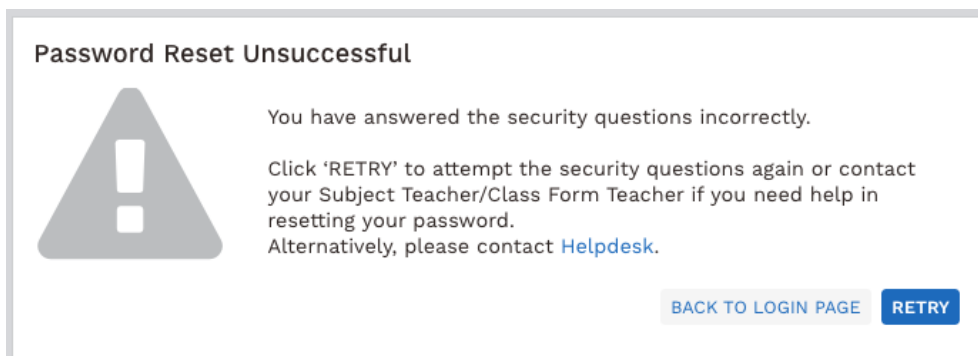 Password Reset Unsuccessful
You have answered the security questions incorrectly.
Click ‘RETRY’ to attempt the security questions again or contact
your Subject Teacher/Class Form Teacher if you need help in
resetting your password.
Alternatively, please contact Helpdesk.
BACK TO LOGIN PAGE RETRY